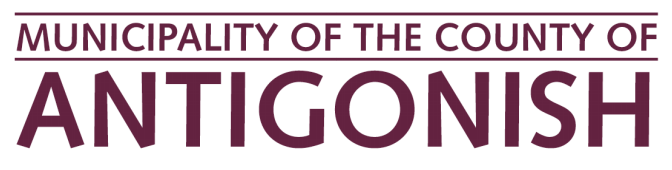 MUNICIPALITY OF THE COUNTY OF
ANTIGONISH